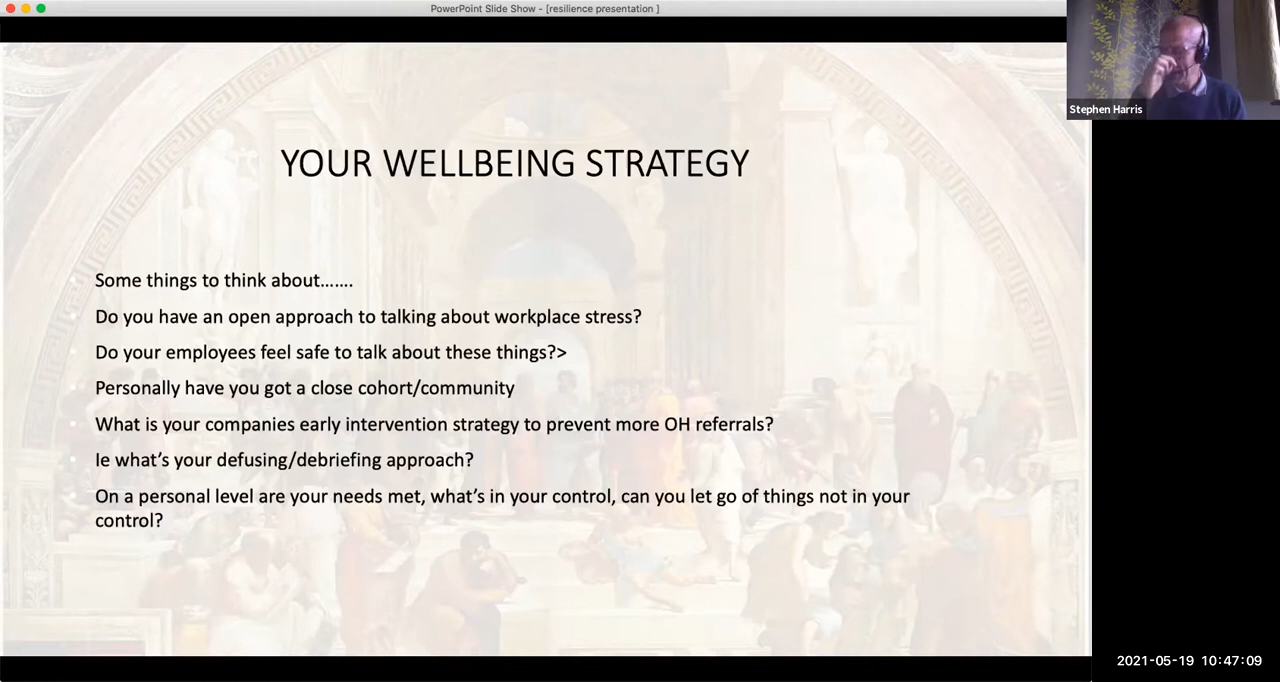 PowerPoint Slide Show - [resilience presentation ]
Stephen Harris
YOUR WELLBEING STRATEGY
Some things to think about.......
Do you have an open approach to talking about workplace stress?
Do your employees feel safe to talk about these things?>
Personally have you got a close cohort/community
What is your companies early intervention strategy to prevent more OH referrals?
Ie what’s your defusing/debriefing approach?
On a personal level are your needs met, what’s in your control, can you let go of things not in your
control?
2021-05-19 10:47:09